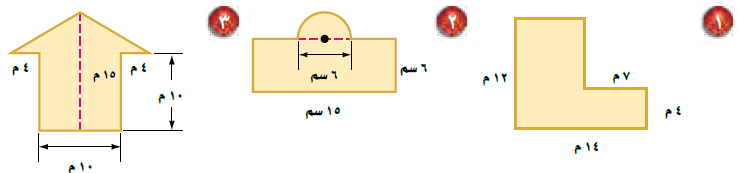 ١
١٢ م
٧ م
٤ م
١٤ م
٢
٦ سم
٦ سم
١٥ سم
٣
٤ م
١٥ م
٤ م
١٠ م
١٠ م